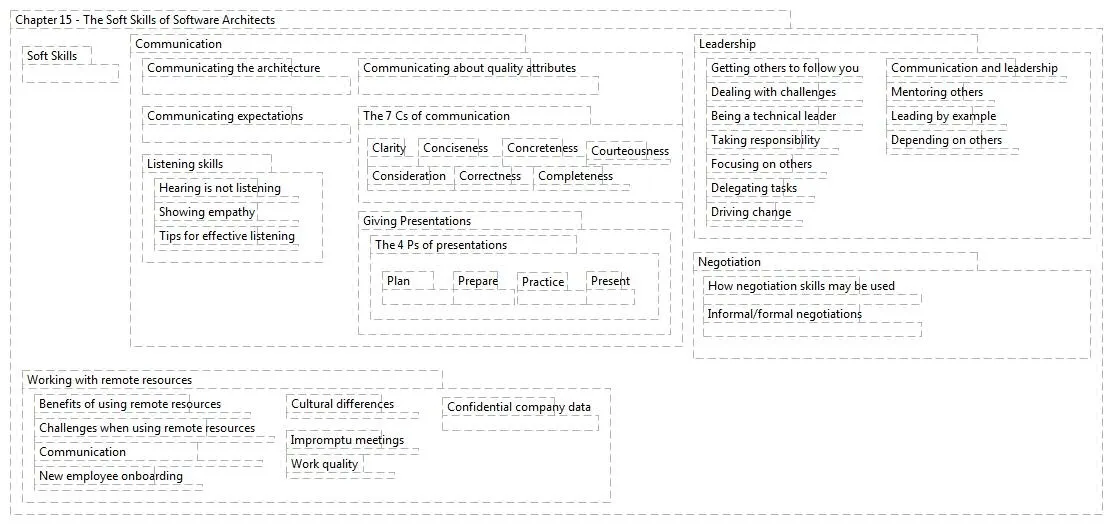 Chapter 15 - The Soft Skills of Software Architects
Soft Skills
Communication
Communicating the architecture
Communicating about quality attributes
Communicating expectations
The 7 Cs of communication
Clarity
Conciseness
Concreteness
Courteousness
Consideration
Correctness
Completeness
Listening skills
Hearing is not listening
Showing empathy
Tips for effective listening
Giving Presentations
The 4 Ps of presentations
Plan
Prepare
Practice
Present
Leadership
Getting others to follow you
Dealing with challenges
Being a technical leader
Taking responsibility
Focusing on others
Delegating tasks
Driving change
Communication and leadership
Mentoring others
Leading by example
Depending on others
Negotiation
How negotiation skills may be used
Informal/formal negotiations
Working with remote resources
Benefits of using remote resources
Challenges when using remote resources
Communication
New employee onboarding
Cultural differences
Impromptu meetings
Work quality
Confidential company data